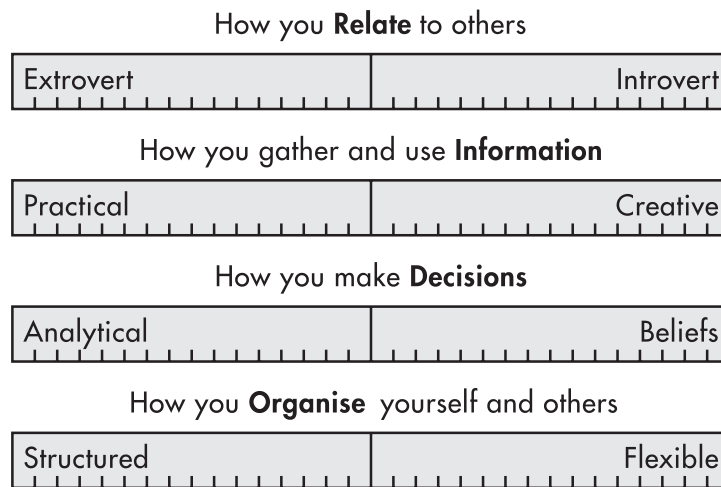 How you Relate to others
Extrovert Introvert
How you gather and use Information
Practical Creative
How you make Decisions
Analytical Beliefs
How you Organise yourself and others
Structured Flexible